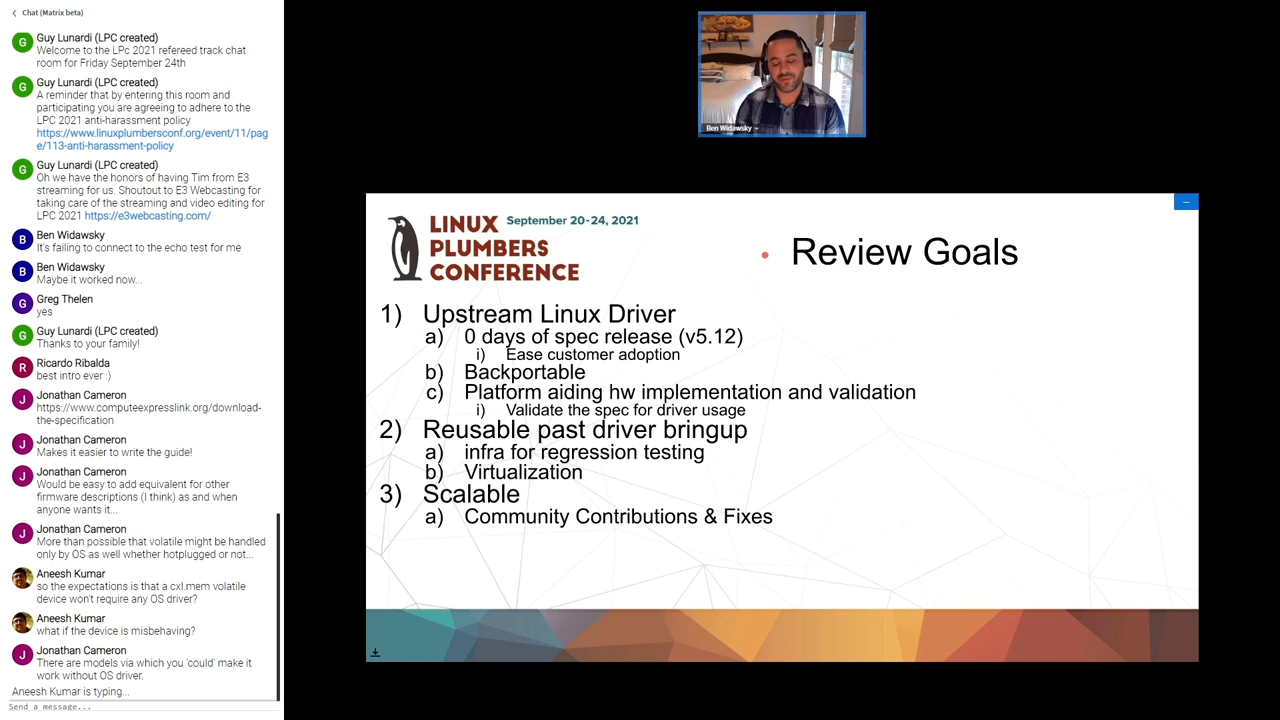 Chat (Matrix beta)
G
Guy Lunardi (LPC created)
Welcome to the LPc 2021 refereed track chat
room for Friday September 24th
G
Guy Lunardi (LPC created)
A reminder that by entering this room and
participating you are agreeing to adhere to the
LPC 2021 anti-harassment policy
https://www.linuxplumbersconf.org/event/11/pag
e/113-anti-harassment-policy
G
Guy Lunardi (LPC created)
Oh we have the honors of having Tim from E3
streaming for us. Shoutout to E3 Webcasting for
taking care of the streaming and video editing for
LPC 2021 https://e3webcasting.com/
B
Ben Widawsky
It's failing to connect to the echo test for me
B
Ben Widawsky
Maybe it worked now...
G
Greg Thelen
yes
G
Guy Lunardi (LPC created)
Thanks to your family!
R
Ricardo Ribalda
best intro ever :)
J
Jonathan Cameron
https://www.computeexpresslink.org/download-
the-specification
J
Jonathan Cameron
Makes it easier to write the guide!
J
Jonathan Cameron
Would be easy to add equivalent for other
firmware descriptions (I think) as and when
anyone wants it...
J
Jonathan Cameron
More than possible that volatile might be handled
only by OS as well whether hotplugged or not...
Aneesh Kumar
so the expectations is that a cxl.mem volatile
device won't require any OS driver?
Aneesh Kumar
what if the device is misbehaving?
J
Jonathan Cameron
There are models via which you 'could' make it
work without OS driver.
Aneesh Kumar is typing...
Send a message...
Ben Widawsky
LINUX September 20-24, 2021
PLUMBERS
CONFERENCE
• Review Goals
1) Upstream Linux Driver
a) 0 days of spec release (v5.12)
i) Ease customer adoption
b) Backportable
c) Platform aiding hw implementation and validation
i) Validate the spec for driver usage
2) Reusable past driver bringup
a) infra for regression testing
b) Virtualization
3) Scalable
a) Community Contributions & Fixes